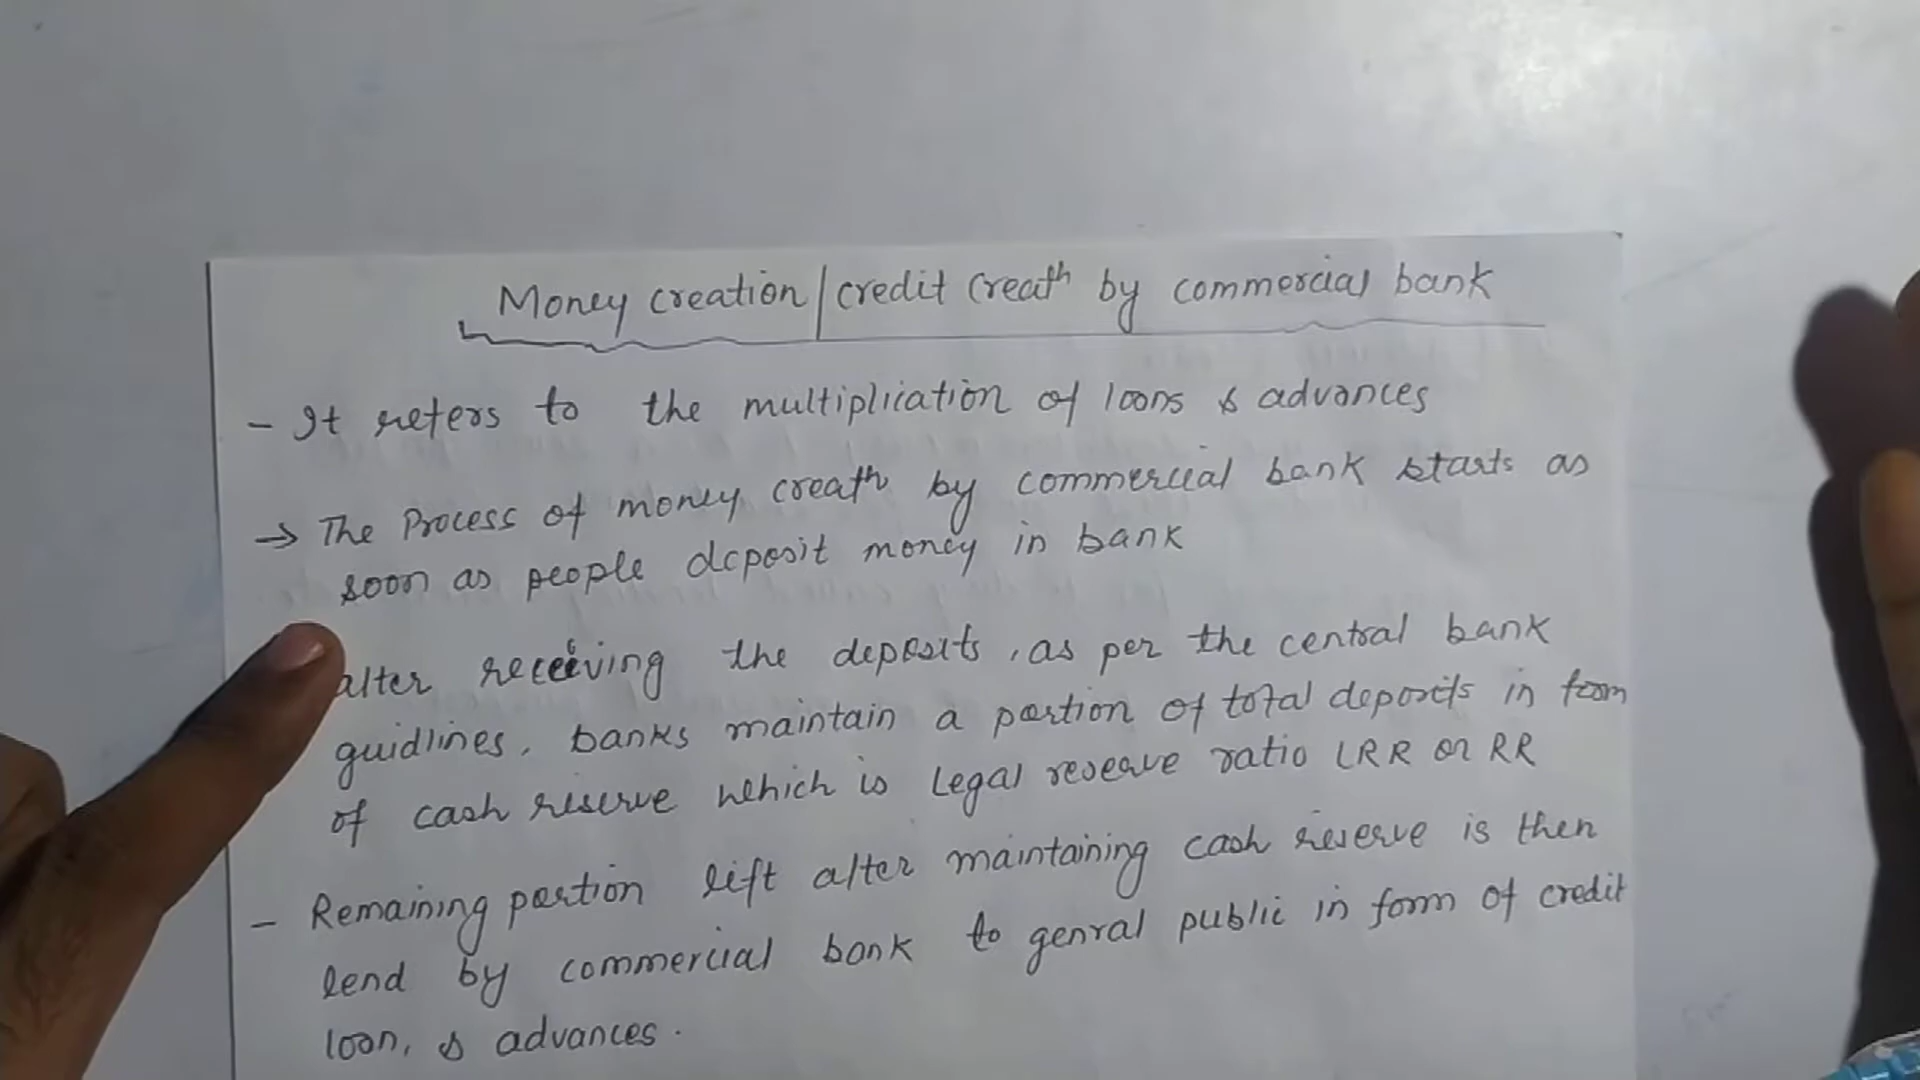 Money creation/credit creatn by commercial bank
- It refers to the multiplication of loans & advances
→ The Process of money creatn by commercial bank starts as
soon as people deposit money in bank
after receiving the deposits, as per the central bank
guidlines, banks maintain a portion of total deposits in form
of cash reserve which is Legal reserve ratio LRR or RR
- Remaining portion left after maintaining cash reserve is then
lend by commercial bank to genral public in form of credit
loan, & advances.